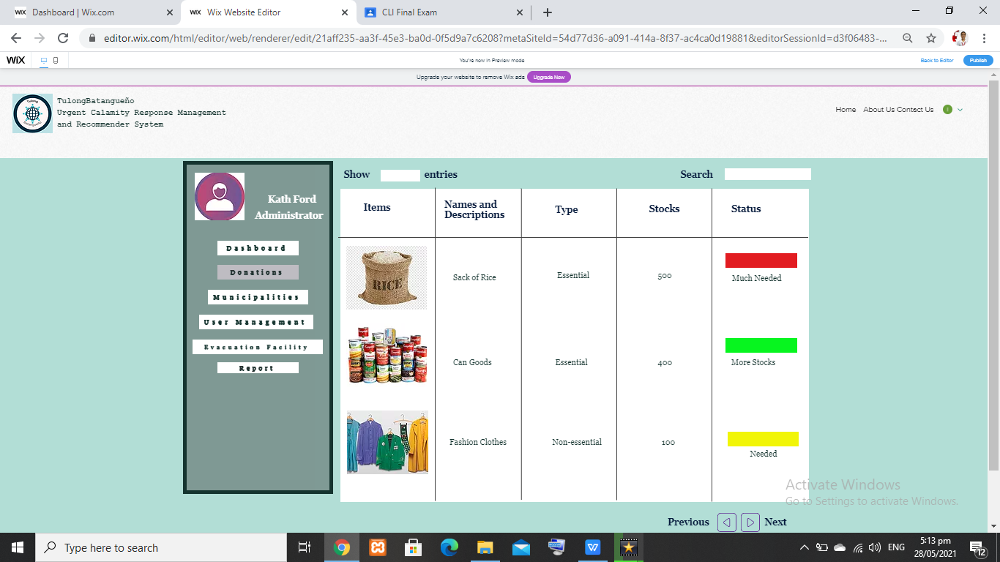 WiX Dashboard | Wix.com
WiX Wix Website Editor
CLI Final Exam
editor.wix.com/html/editor/web/renderer/edit/21aff235-aa3f-45e3-ba0d-0f5d9a7c6208?metaSiteId=54d77d36-a091-414a-8f37-ac4ca0d19881&editorSessionId=d3f06483-...
WiX
You're now in Preview mode
Back to Editor
Publish
Upgrade your website to remove Wix ads
Upgrade Now
Tulong
Batangueño
TulongBatangueño
Urgent Calamity Response Management
and Recommender System
Home About Us Contact Us
Kath Ford
Administrator
Dashboard
Donations
Municipalities
User Management
Evacuation Facility
Report
Show entries
Search
Items
Names and
Descriptions
Type
Stocks
Status
RICE
Sack of Rice
Essential
500
Much Needed
Can Goods
Essential
400
More Stocks
Fashion Clothes
Non-essential
100
Needed
Activate Windows
Go to Settings to activate Windows.
Previous
Next
Type here to search
ENG
5:13 pm
28/05/2021
12